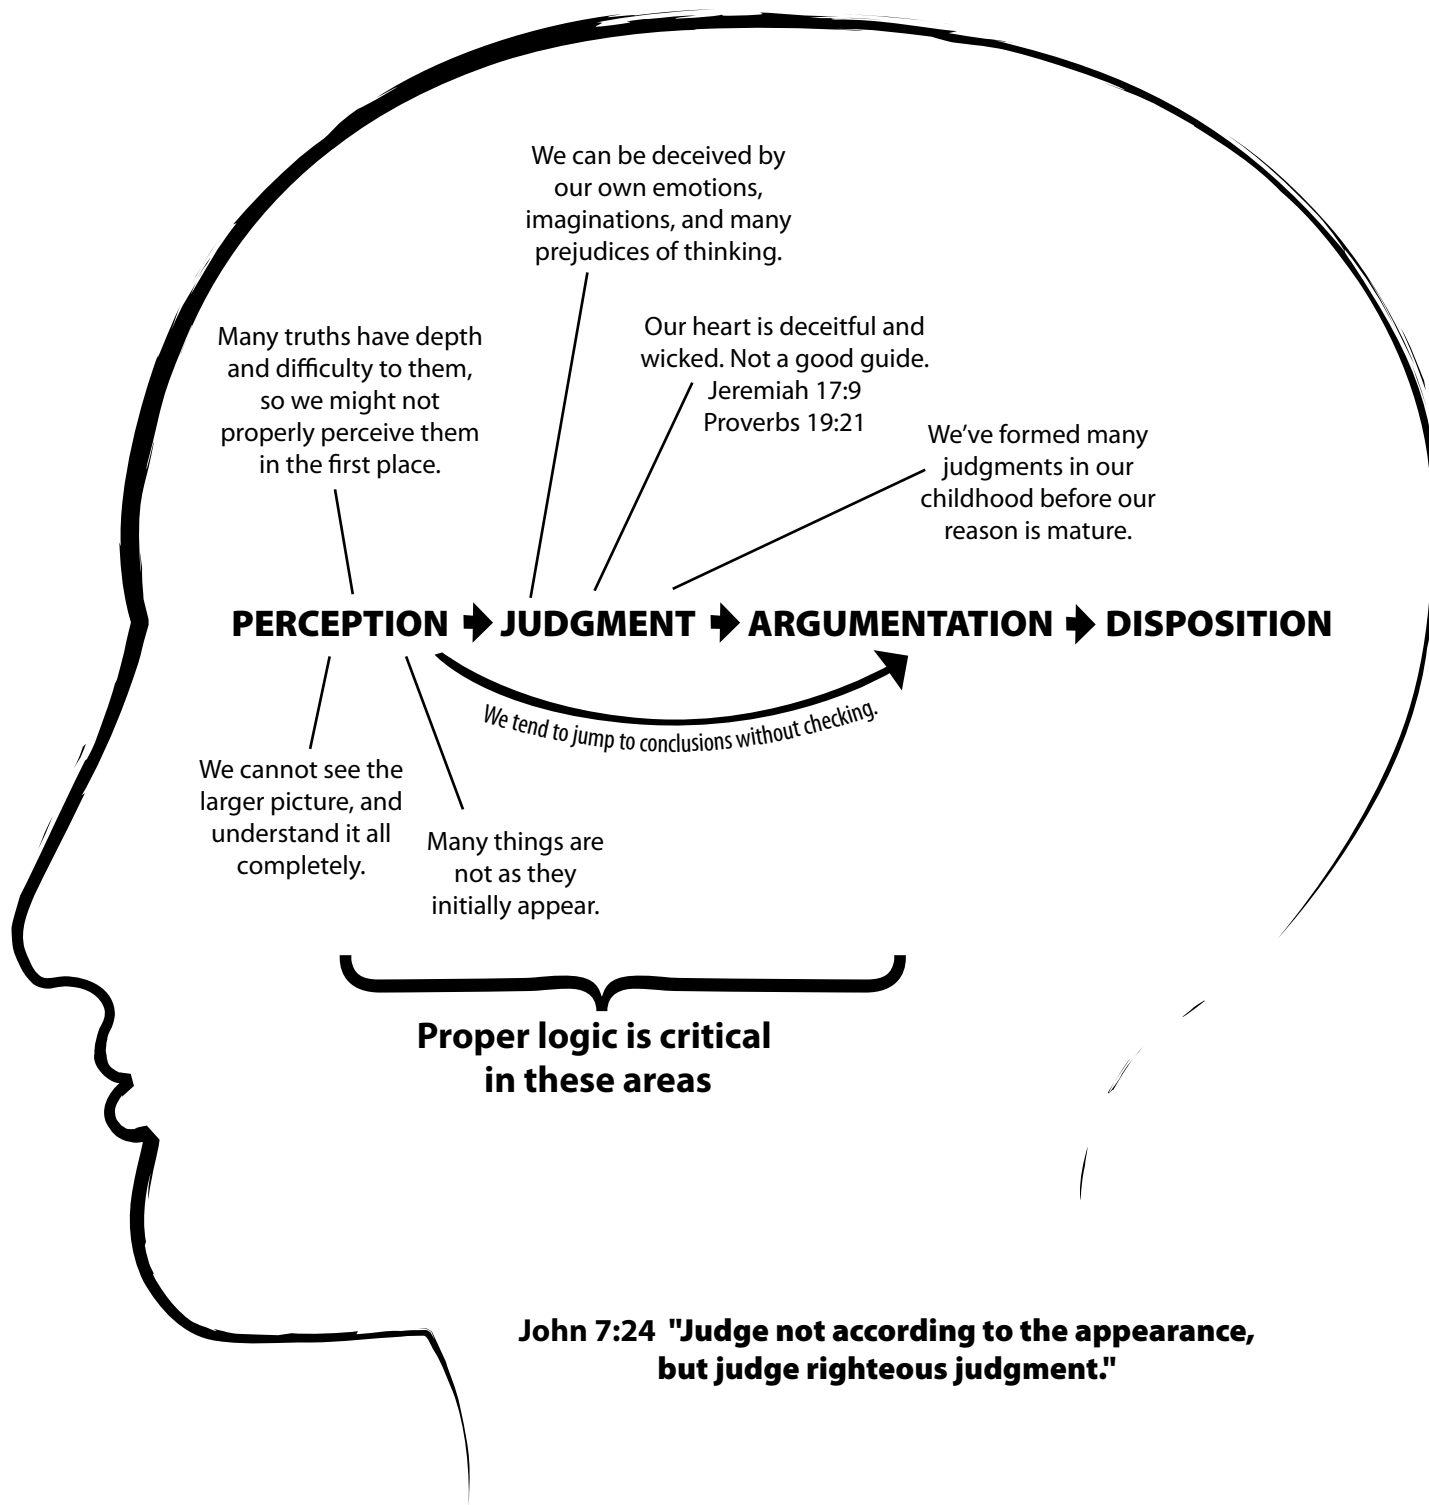 We can be deceived by
our own emotions,
imaginations, and many
prejudices of thinking.
Many truths have depth
and difficulty to them,
so we might not
properly perceive them
in the first place.
Our heart is deceitful and
wicked. Not a good guide.
Jeremiah 17:9
Proverbs 19:21
We've formed many
judgments in our
childhood before our
reason is mature.
PERCEPTION JUDGMENT ARGUMENTATION DISPOSITION
We tend to jump to conclusions without checking.
We cannot see the
larger picture, and
understand it all
completely.
Many things are
not as they
initially appear.
Proper logic is critical
in these areas
John 7:24 "Judge not according to the appearance,
but judge righteous judgment."